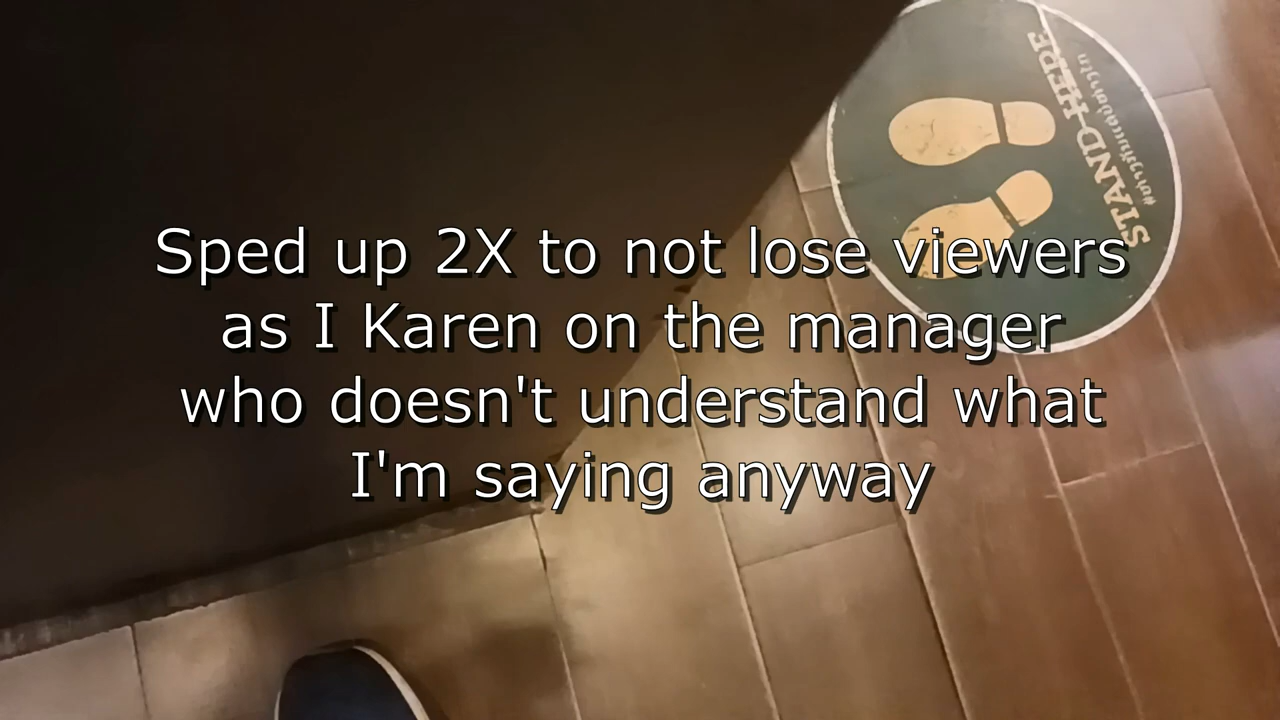 Sped up 2X to not lose viewers
as I Karen on the manager
who doesn't understand what
I'm saying anyway
STAND HERE